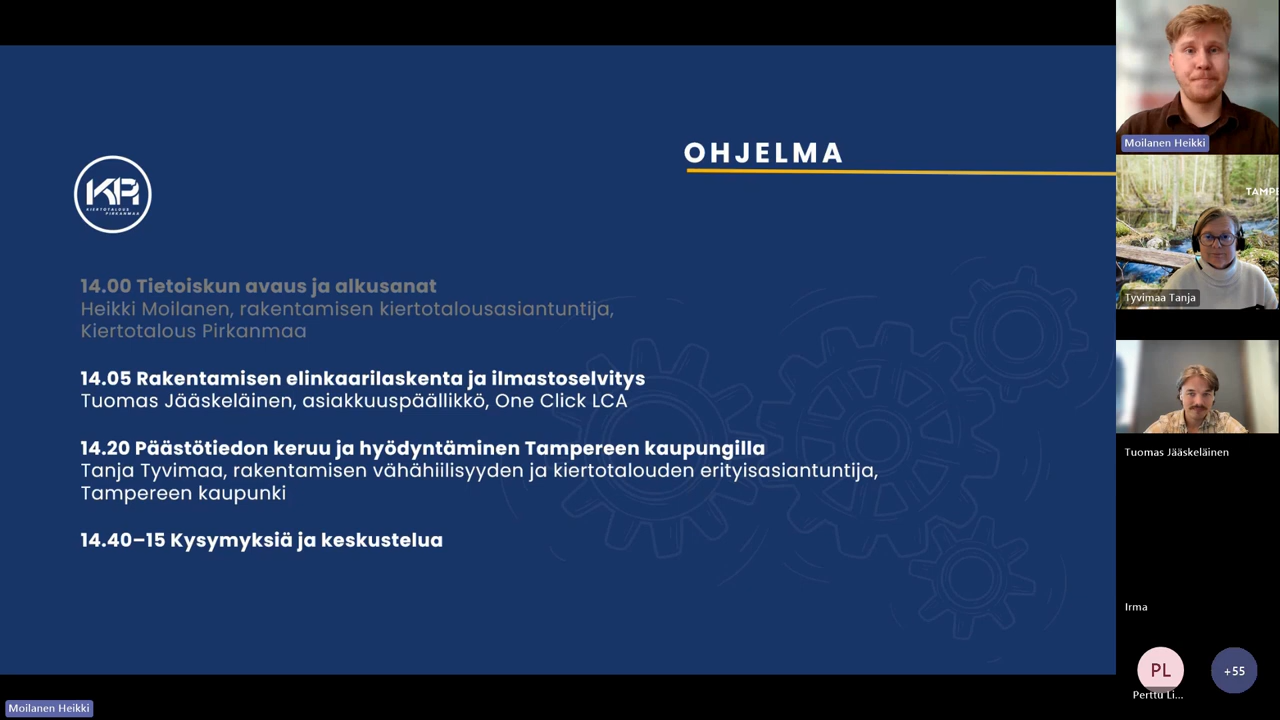 OHJELMA
KP
KIERTOTALOUS
PIRKANMAA
14.00 Tietoiskun avaus ja alkusanat
Heikki Moilanen, rakentamisen kiertotalousasiantuntija,
Kiertotalous Pirkanmaa
14.05 Rakentamisen elinkaarilaskenta ja ilmastoselvitys
Tuomas Jääskeläinen, asiakkuuspäällikkö, One Click LCA
14.20 Päästötiedon keruu ja hyödyntäminen Tampereen kaupungilla
Tanja Tyvimaa, rakentamisen vähähiilisyyden ja kiertotalouden erityisasiantuntija,
Tampereen kaupunki
14.40–15 Kysymyksiä ja keskustelua
Moilanen Heikki
Moilanen Heikki
TAMPE
Tyvimaa Tanja
Tuomas Jääskeläinen
Irma
PL
+55
Perttu Li...